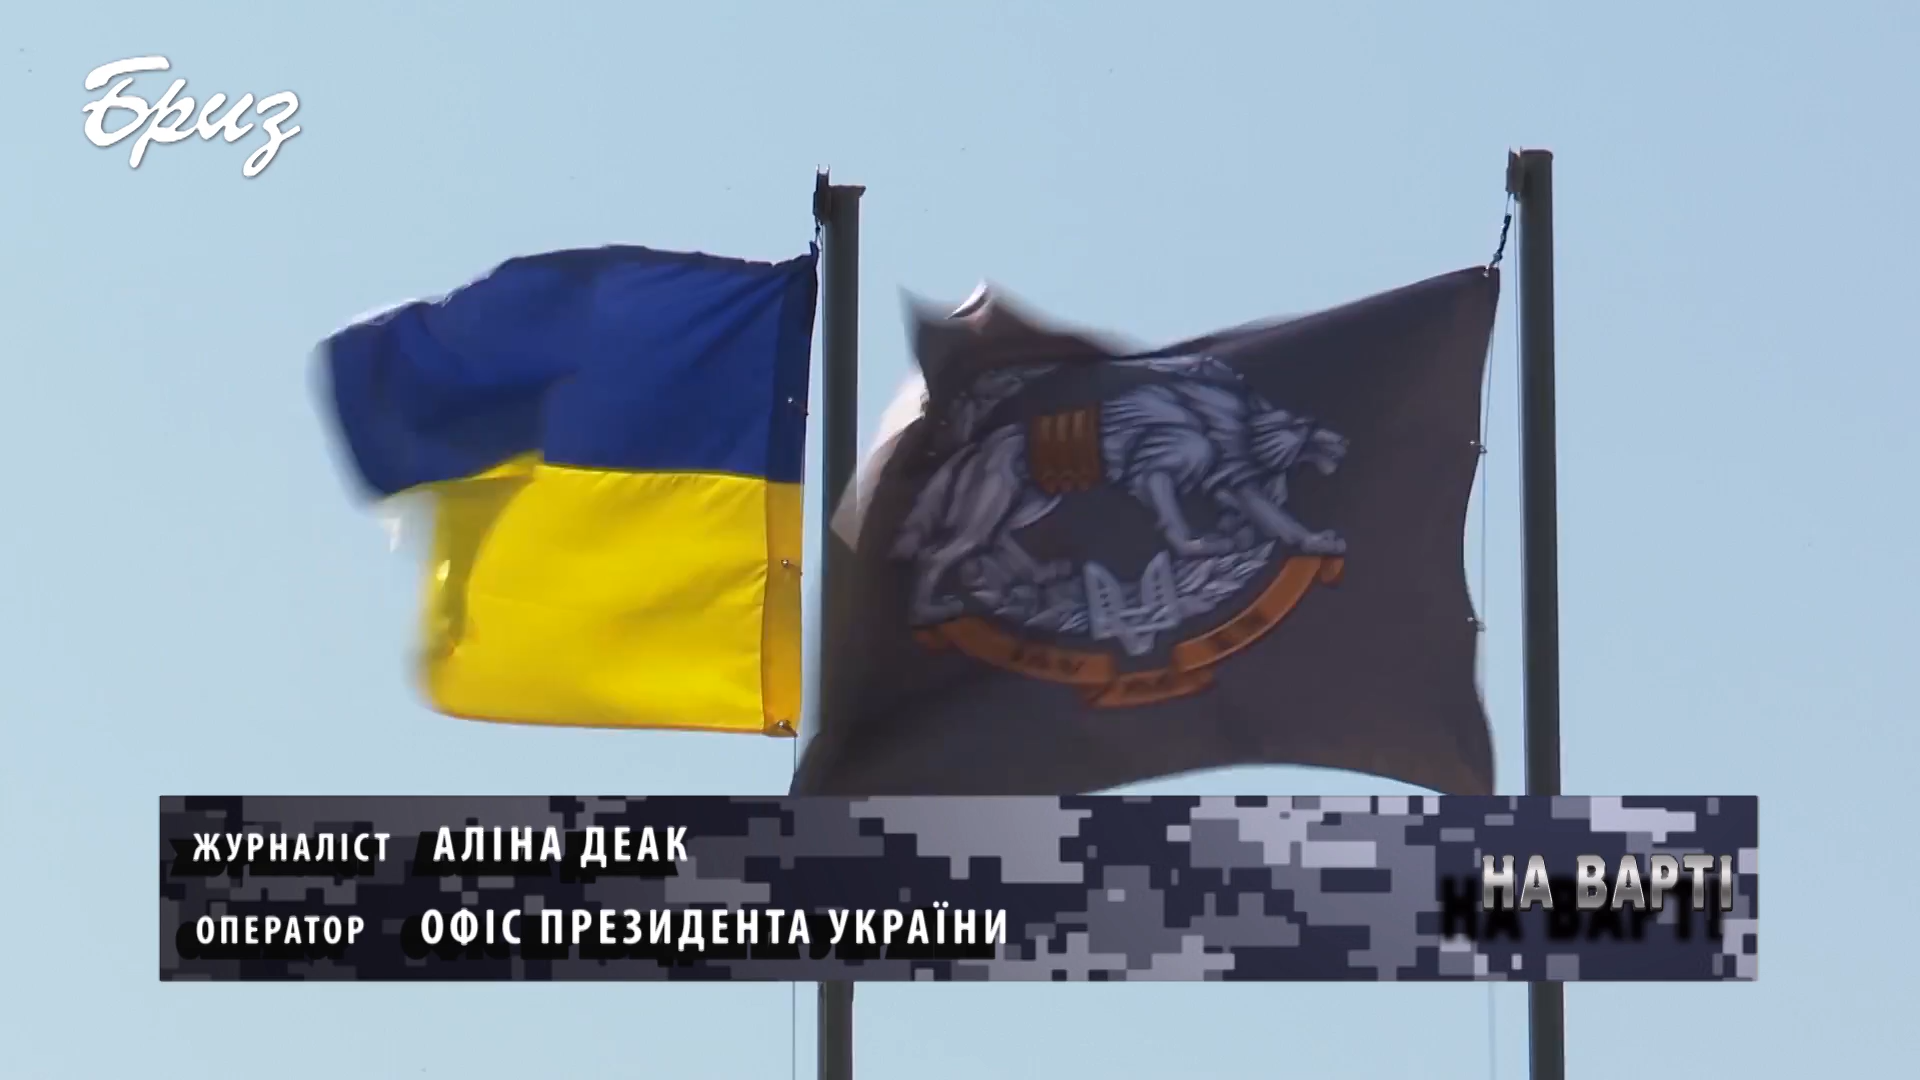 Бриз
ЖУРНАЛІСТ АЛІНА ДЕАК
ОПЕРАТОР ОФІС ПРЕЗИДЕНТА УКРАЇНИ
НА ВАРТІ